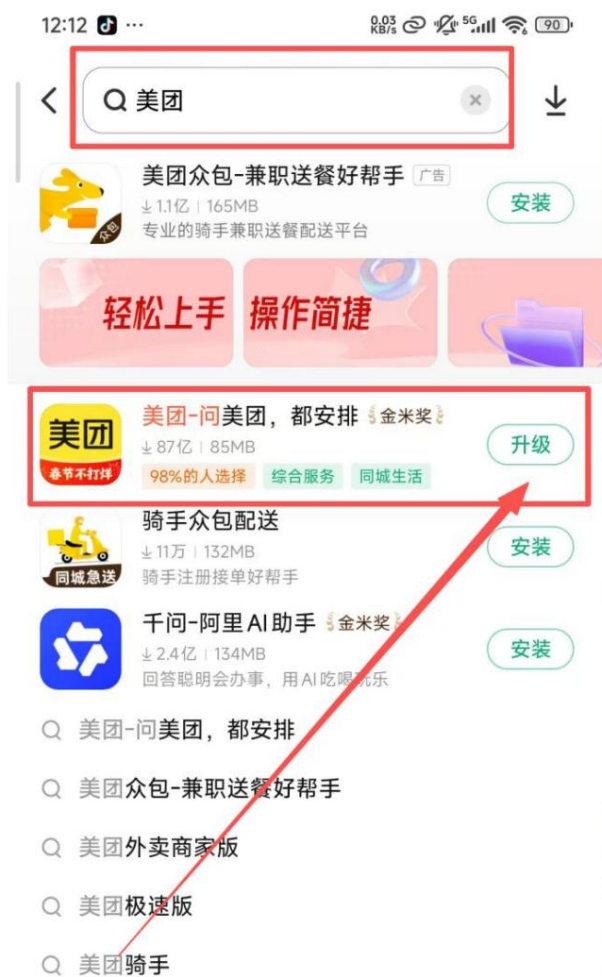 12:12 ... 0.03 KB/s 5G 6 90
美团
美团众包-兼职送餐好帮手 广告
1.1亿 | 165MB
安装
专业的骑手兼职送餐配送平台
众包
轻松上手 操作简捷
美团-问美团，都安排 金米奖
美团
87亿 | 85MB
升级
春节不打烊
98%的人选择 综合服务 同城生活
骑手众包配送
11万 | 132MB
安装
同城急送
骑手注册接单好帮手
千问-阿里AI助手 金米奖
2.4亿 | 134MB
安装
回答聪明会办事，用AI吃喝玩乐
美团-问美团，都安排
美团众包-兼职送餐好帮手
美团外卖商家版
美团极速版
美团骑手